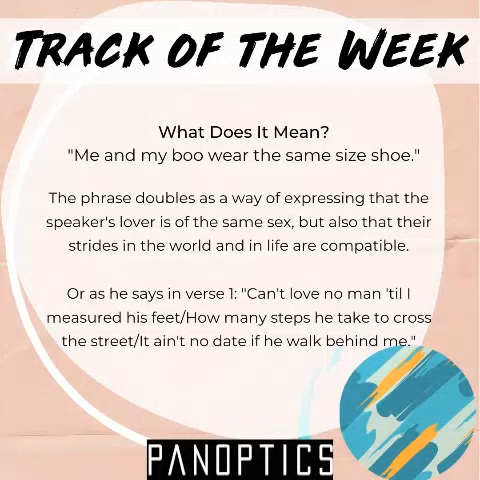 TRACK OF THE WEEK
What Does It Mean?
"Me and my boo wear the same size shoe."
The phrase doubles as a way of expressing that the
speaker's lover is of the same sex, but also that their
strides in the world and in life are compatible.
Or as he says in verse 1: "Can't love no man 'til I
measured his feet/How many steps he take to cross
the street/It ain't no date if he walk behind me."
PANOPTICS